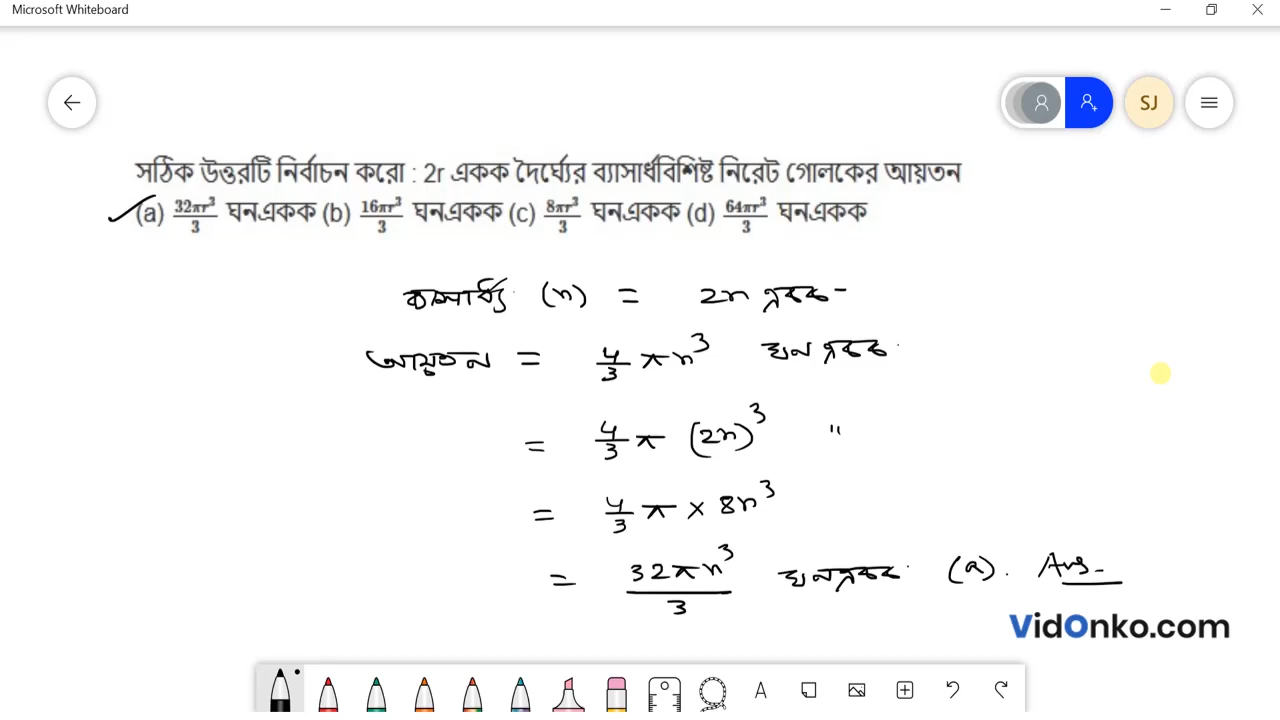 Microsoft Whiteboard
SJ
সঠিক উত্তরটি নির্বাচন করো : 2r একক দৈর্ঘ্যের ব্যাসার্ধবিশিষ্ট নিরেট গোলকের আয়তন
(a) 32πr³/3 ঘনএকক (b) 16πr³/3 ঘনএকক (c) 8πr³/3 ঘনএকক (d) 64πr³/3 ঘনএকক
ব্যাসার্ধ (r) = 2r একক
আয়তন = 4/3 πr³ ঘন একক
= 4/3 π (2r)³ "
= 4/3 π × 8r³
= 32πr³/3 ঘনএকক (a). Ans
VidOnko.com
A